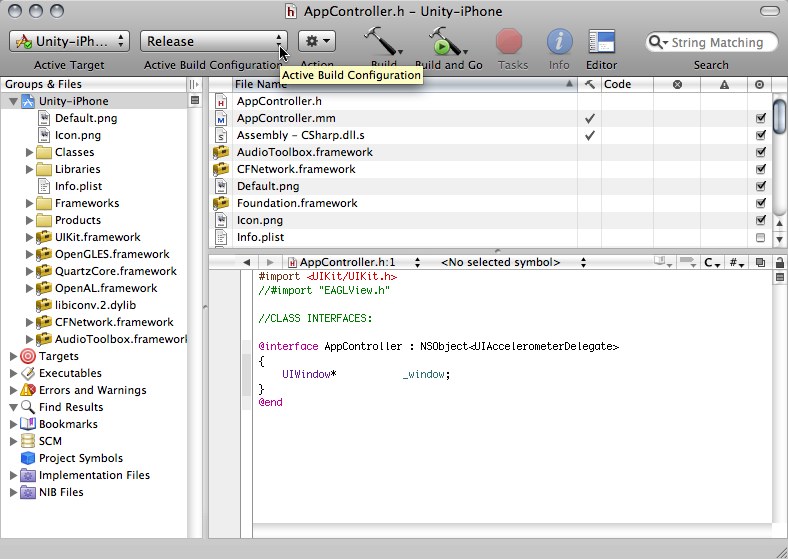 AppController.h – Unity-iPhone
Unity-iPh... Release String Matching
Active Target Active Build Configuration Action Build Build and Go Tasks Info Editor Search
Active Build Configuration
Groups & Files
Unity-iPhone
Default.png
Icon.png
Classes
Libraries
Info.plist
Frameworks
Products
UIKit.framework
OpenGLES.framework
QuartzCore.framework
OpenAL.framework
libiconv.2.dylib
CFNetwork.framework
AudioToolbox.framework
Targets
Executables
Errors and Warnings
Find Results
Bookmarks
SCM
Project Symbols
Implementation Files
NIB Files
File Name Code
AppController.h
AppController.mm
Assembly - CSharp.dll.s
AudioToolbox.framework
CFNetwork.framework
Default.png
Foundation.framework
Icon.png
Info.plist
AppController.h:1 <No selected symbol> C #
#import <UIKit/UIKit.h>
//#import "EAGLView.h"
//CLASS INTERFACES:
@interface AppController : NSObject<UIAccelerometerDelegate>
{
UIWindow* _window;
}
@end